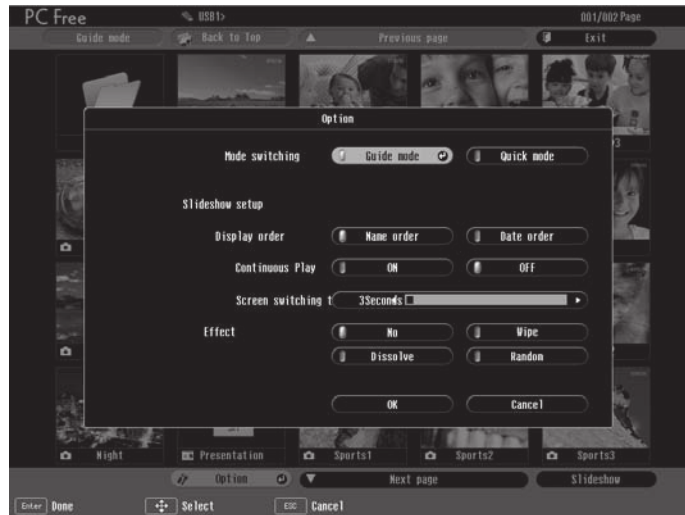 PC Free USB1> 001/002 Page
Guide mode Back to Top Previous page Exit
Option
Mode switching Guide mode Quick mode
Slideshow setup
Display order Name order Date order
Continuous Play ON OFF
Screen switching t 3Seconds
Effect No Wipe
Dissolve Random
OK Cancel
Night Presentation Sports1 Sports2 Sports3
Option Next page Slideshow
Enter Done Select ESC Cancel